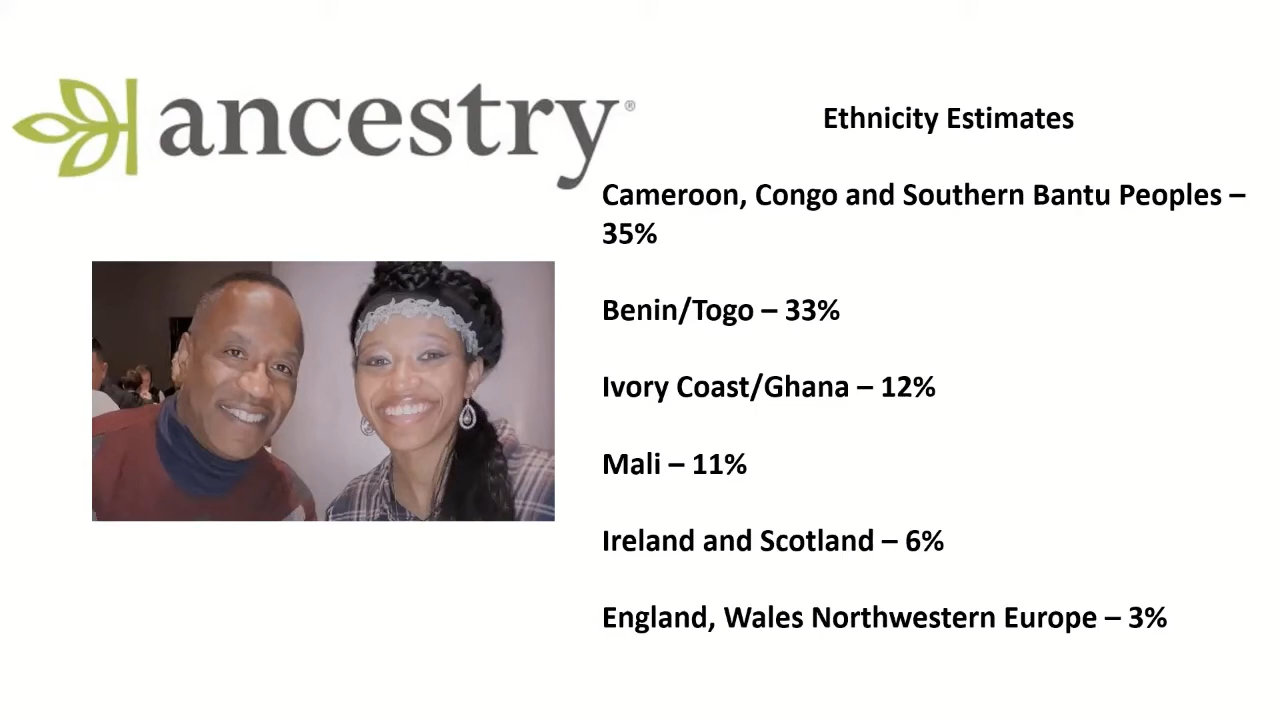 ancestry®
Ethnicity Estimates
Cameroon, Congo and Southern Bantu Peoples –
35%
Benin/Togo – 33%
Ivory Coast/Ghana – 12%
Mali – 11%
Ireland and Scotland – 6%
England, Wales Northwestern Europe – 3%